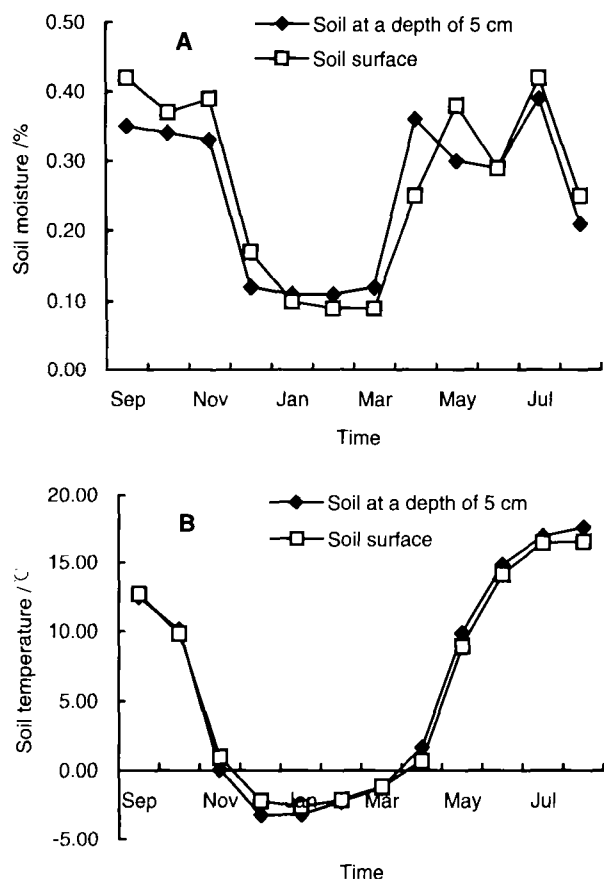 A
Soil at a depth of 5 cm
Soil surface
Soil moisture /%
0.50
0.40
0.30
0.20
0.10
0.00
Sep Nov Jan Mar May Jul
Time
B
Soil at a depth of 5 cm
Soil surface
Soil temperature /℃
20.00
15.00
10.00
5.00
0.00
-5.00
Sep Nov Jan Mar May Jul
Time